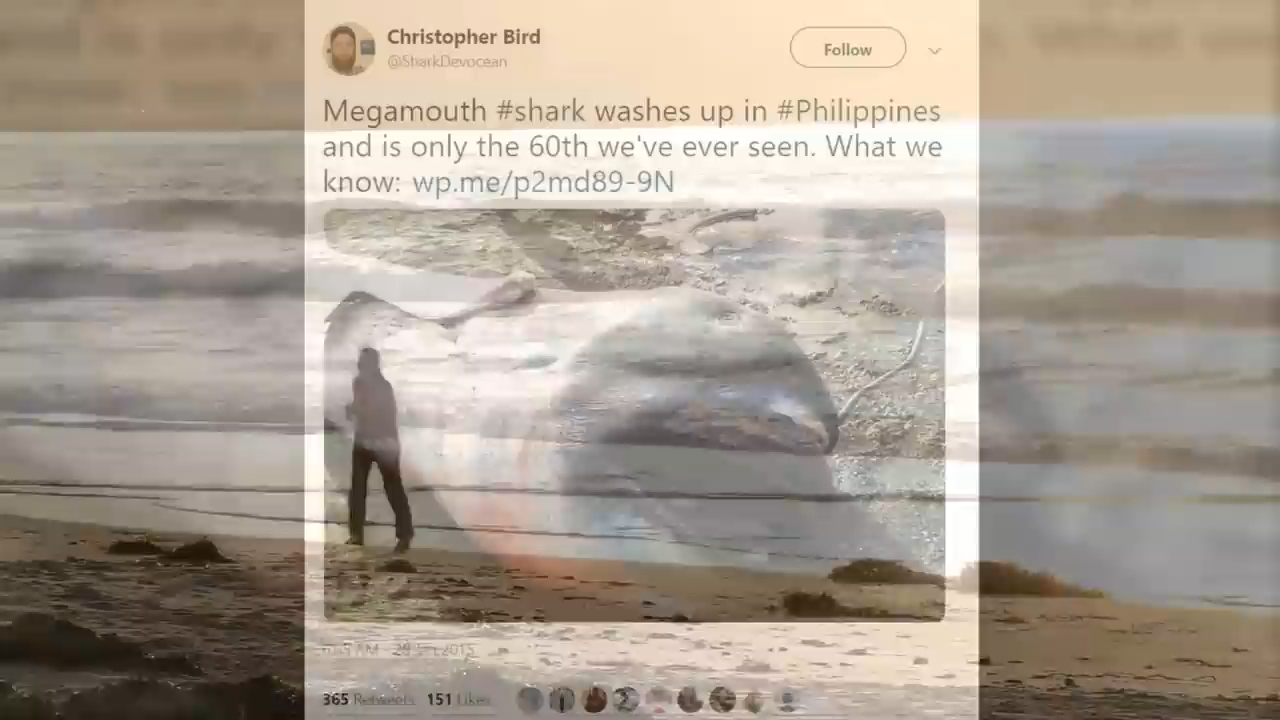 Christopher Bird
@SharkDevocean
Follow
Megamouth #shark washes up in #Philippines
and is only the 60th we've ever seen. What we
know: wp.me/p2md89-9N
2015
365 Retweets 151 Likes